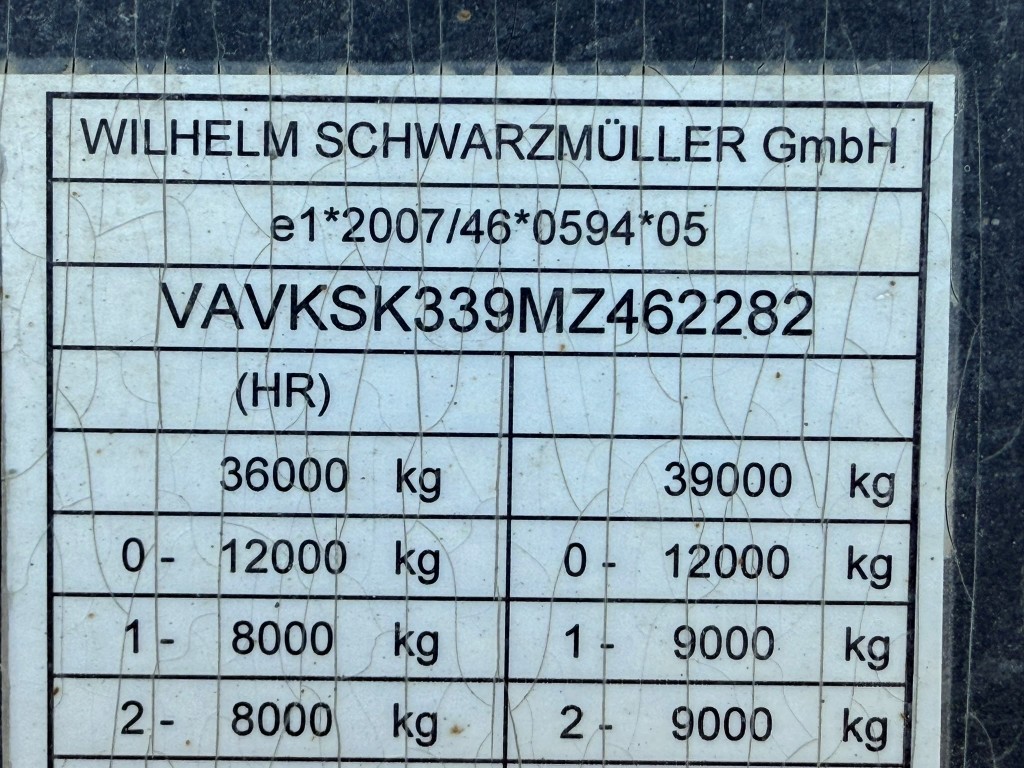 WILHELM SCHWARZMÜLLER GmbH
e1*2007/46*0594*05
VAVKSK339MZ462282
(HR)
36000 kg 39000 kg
0 - 12000 kg 0 - 12000 kg
1 - 8000 kg 1 - 9000 kg
2 - 8000 kg 2 - 9000 kg